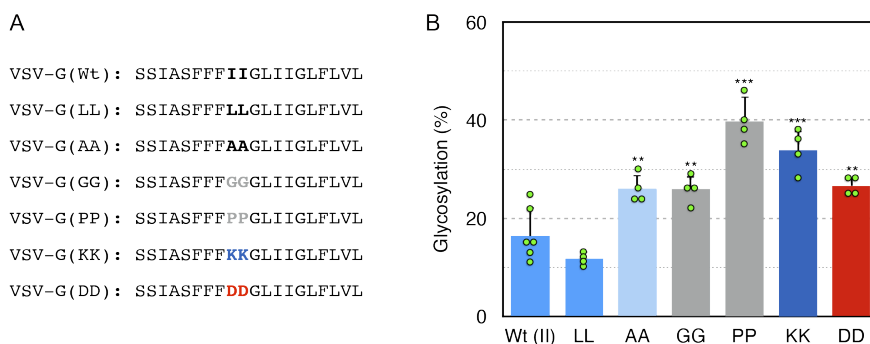 A
VSV-G(Wt): SSIASFFFIIGLIIGLFLVL
VSV-G(LL): SSIASFFFLLGLIIGLFLVL
VSV-G(AA): SSIASFFFAAGLIIGLFLVL
VSV-G(GG): SSIASFFFGGGLIIGLFLVL
VSV-G(PP): SSIASFFFPPGLIIGLFLVL
VSV-G(KK): SSIASFFFKKGLIIGLFLVL
VSV-G(DD): SSIASFFFDDGLIIGLFLVL
B
Glycosylation (%)
60
40
20
0
** ** *** *** **
Wt (II) LL AA GG PP KK DD